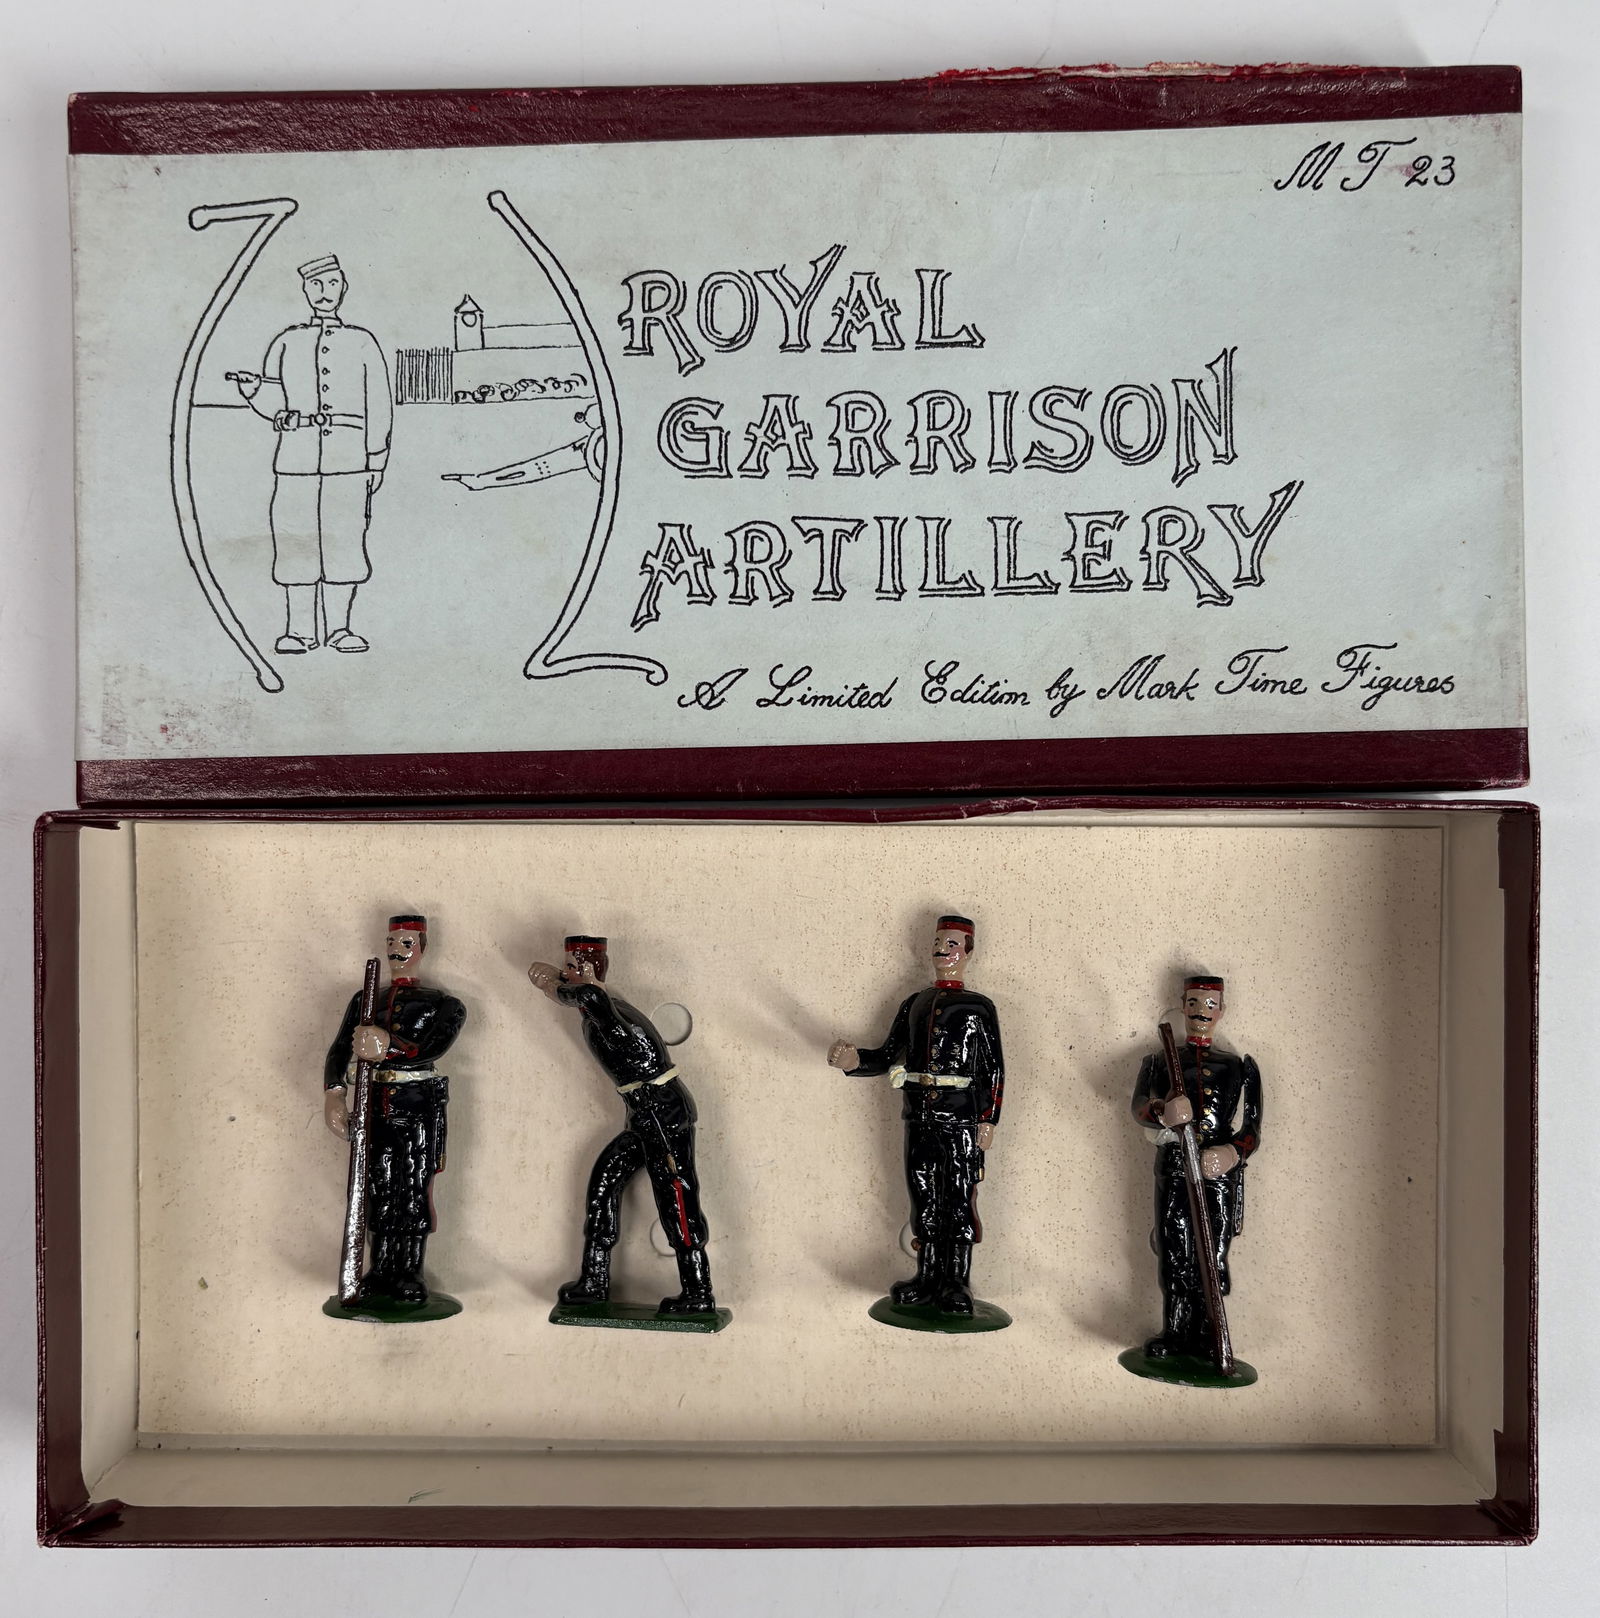 MT 23
ROYAL
GARRISON
ARTILLERY
A Limited Edition by Mark Time Figures